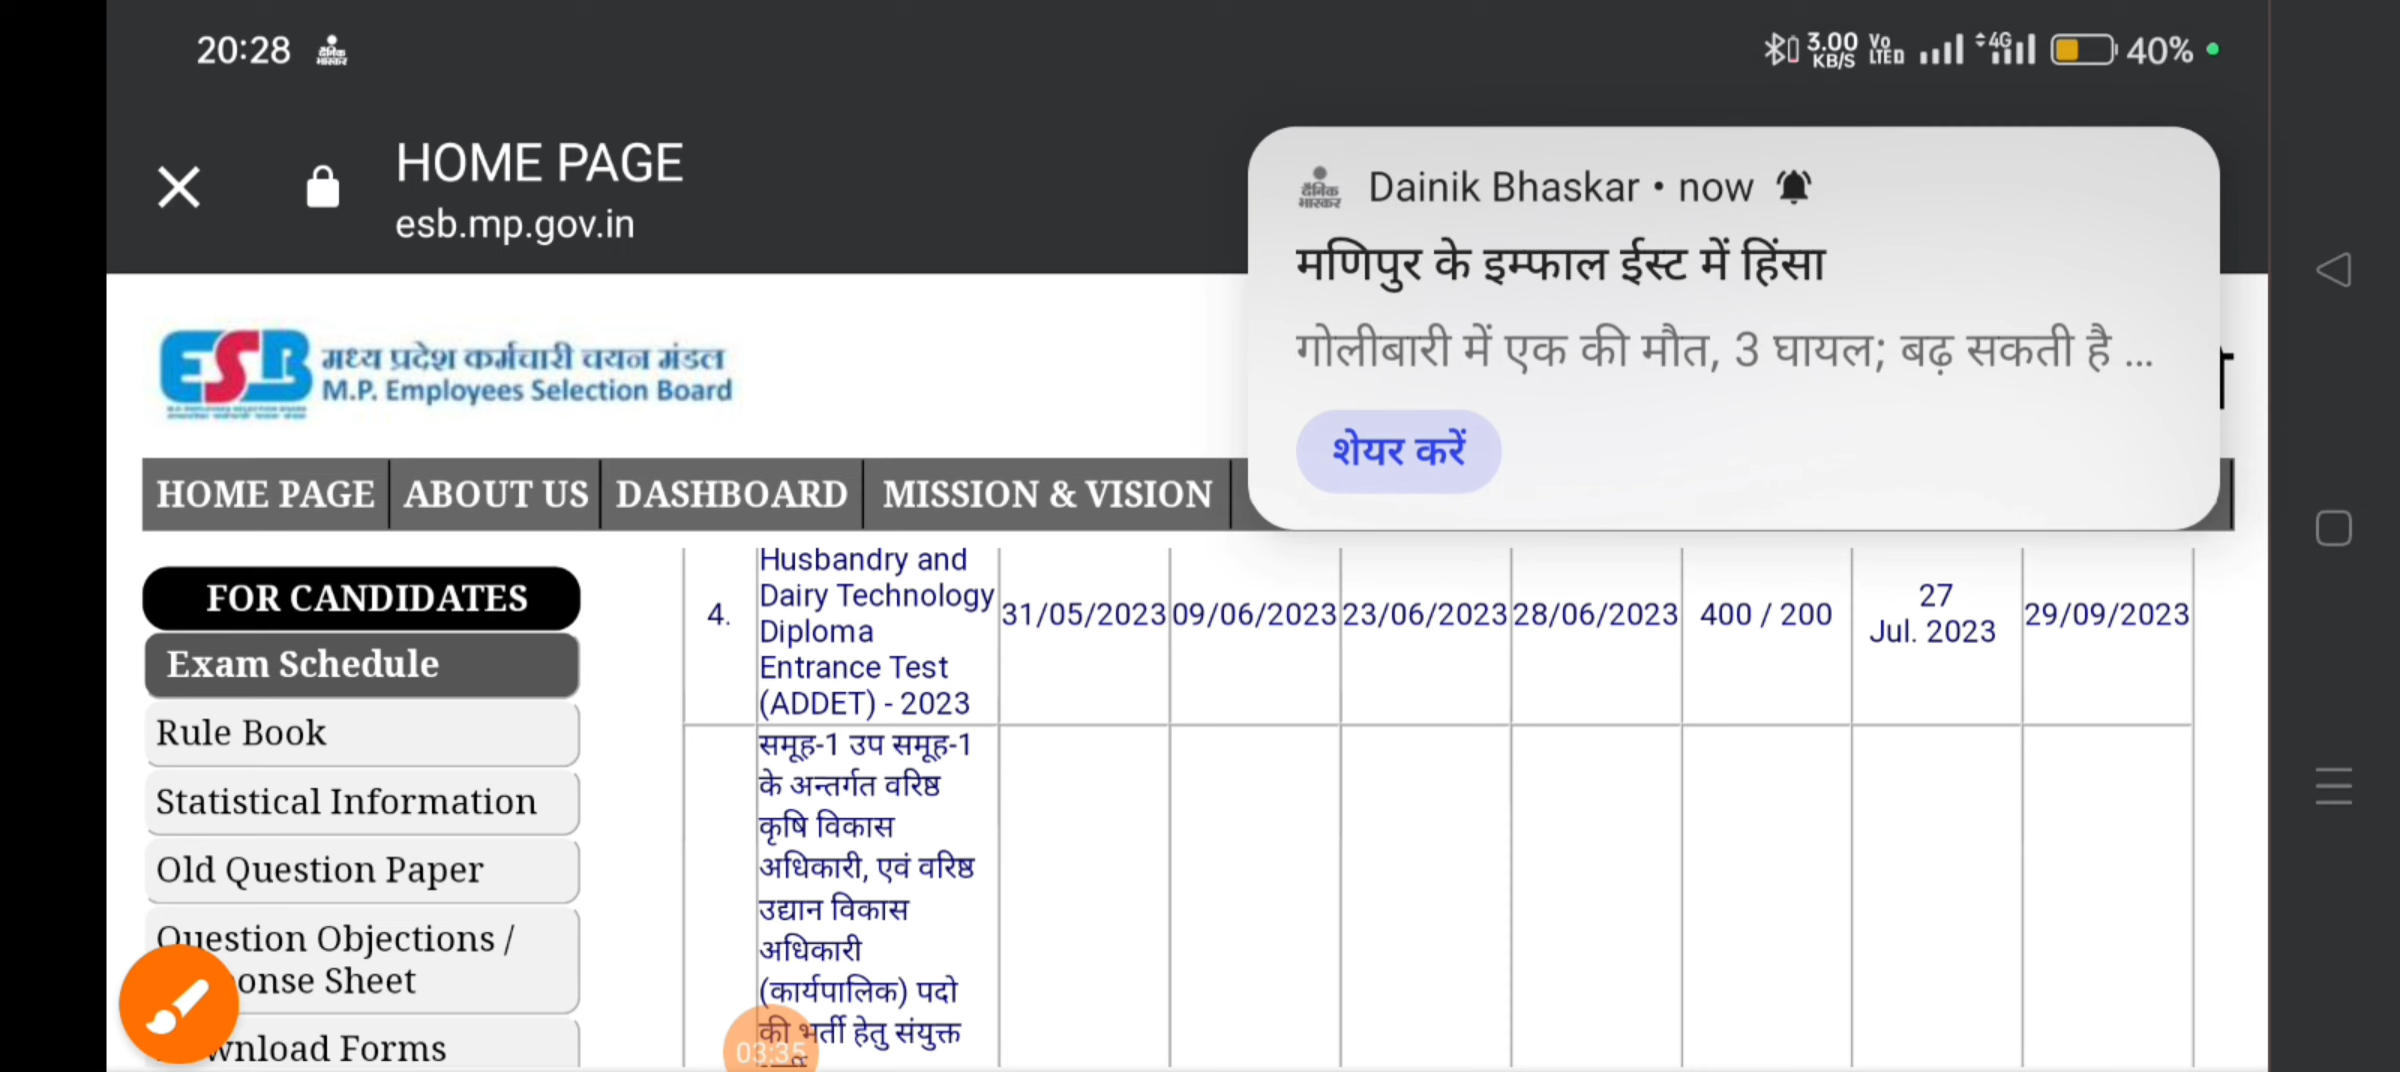 20:28
3.00 KB/S
Vo LTED
4G
40%
HOME PAGE
esb.mp.gov.in
दैनिक भास्कर
Dainik Bhaskar • now
मणिपुर के इम्फाल ईस्ट में हिंसा
गोलीबारी में एक की मौत, 3 घायल; बढ़ सकती है ...
शेयर करें
ESB
मध्य प्रदेश कर्मचारी चयन मंडल
M.P. Employees Selection Board
HOME PAGE ABOUT US DASHBOARD MISSION & VISION
FOR CANDIDATES
Exam Schedule
Rule Book
Statistical Information
Old Question Paper
Question Objections /
onse Sheet
wnload Forms
4.
Husbandry and
Dairy Technology
Diploma
Entrance Test
(ADDET) - 2023
31/05/2023 09/06/2023 23/06/2023 28/06/2023 400 / 200
27
Jul. 2023
29/09/2023
समूह-1 उप समूह-1
के अन्तर्गत वरिष्ठ
कृषि विकास
अधिकारी, एवं वरिष्ठ
उद्यान विकास
अधिकारी
(कार्यपालिक) पदो
की भर्ती हेतु संयुक्त
03:35